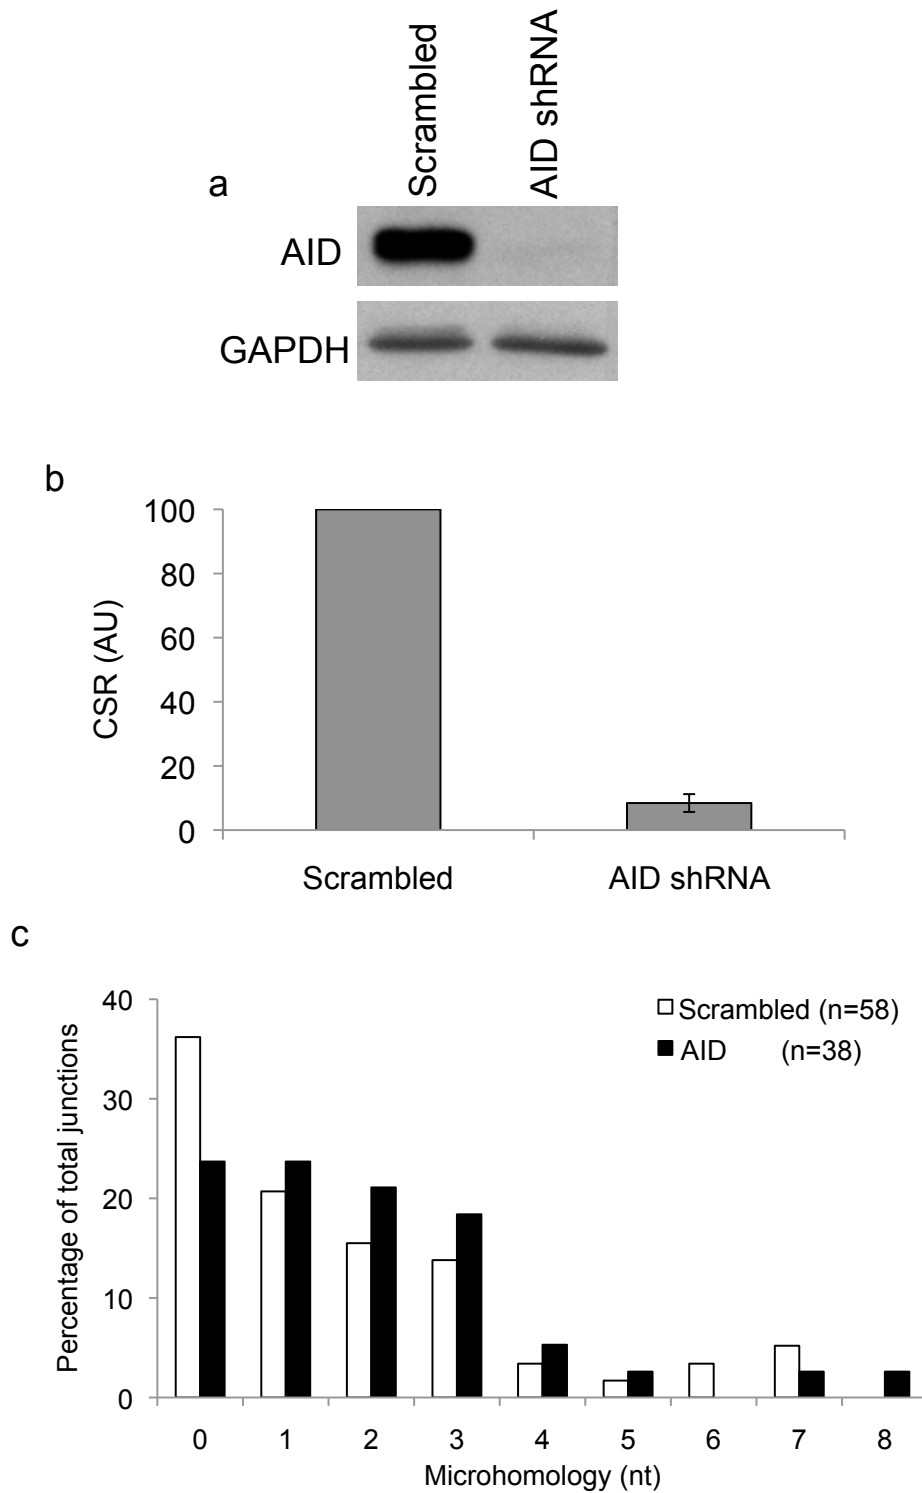 a
Scrambled
AID shRNA
AID
GAPDH
b
CSR (AU)
100
80
60
40
20
0
Scrambled
AID shRNA
c
Percentage of total junctions
40
30
20
10
0
Scrambled (n=58)
AID (n=38)
0 1 2 3 4 5 6 7 8
Microhomology (nt)